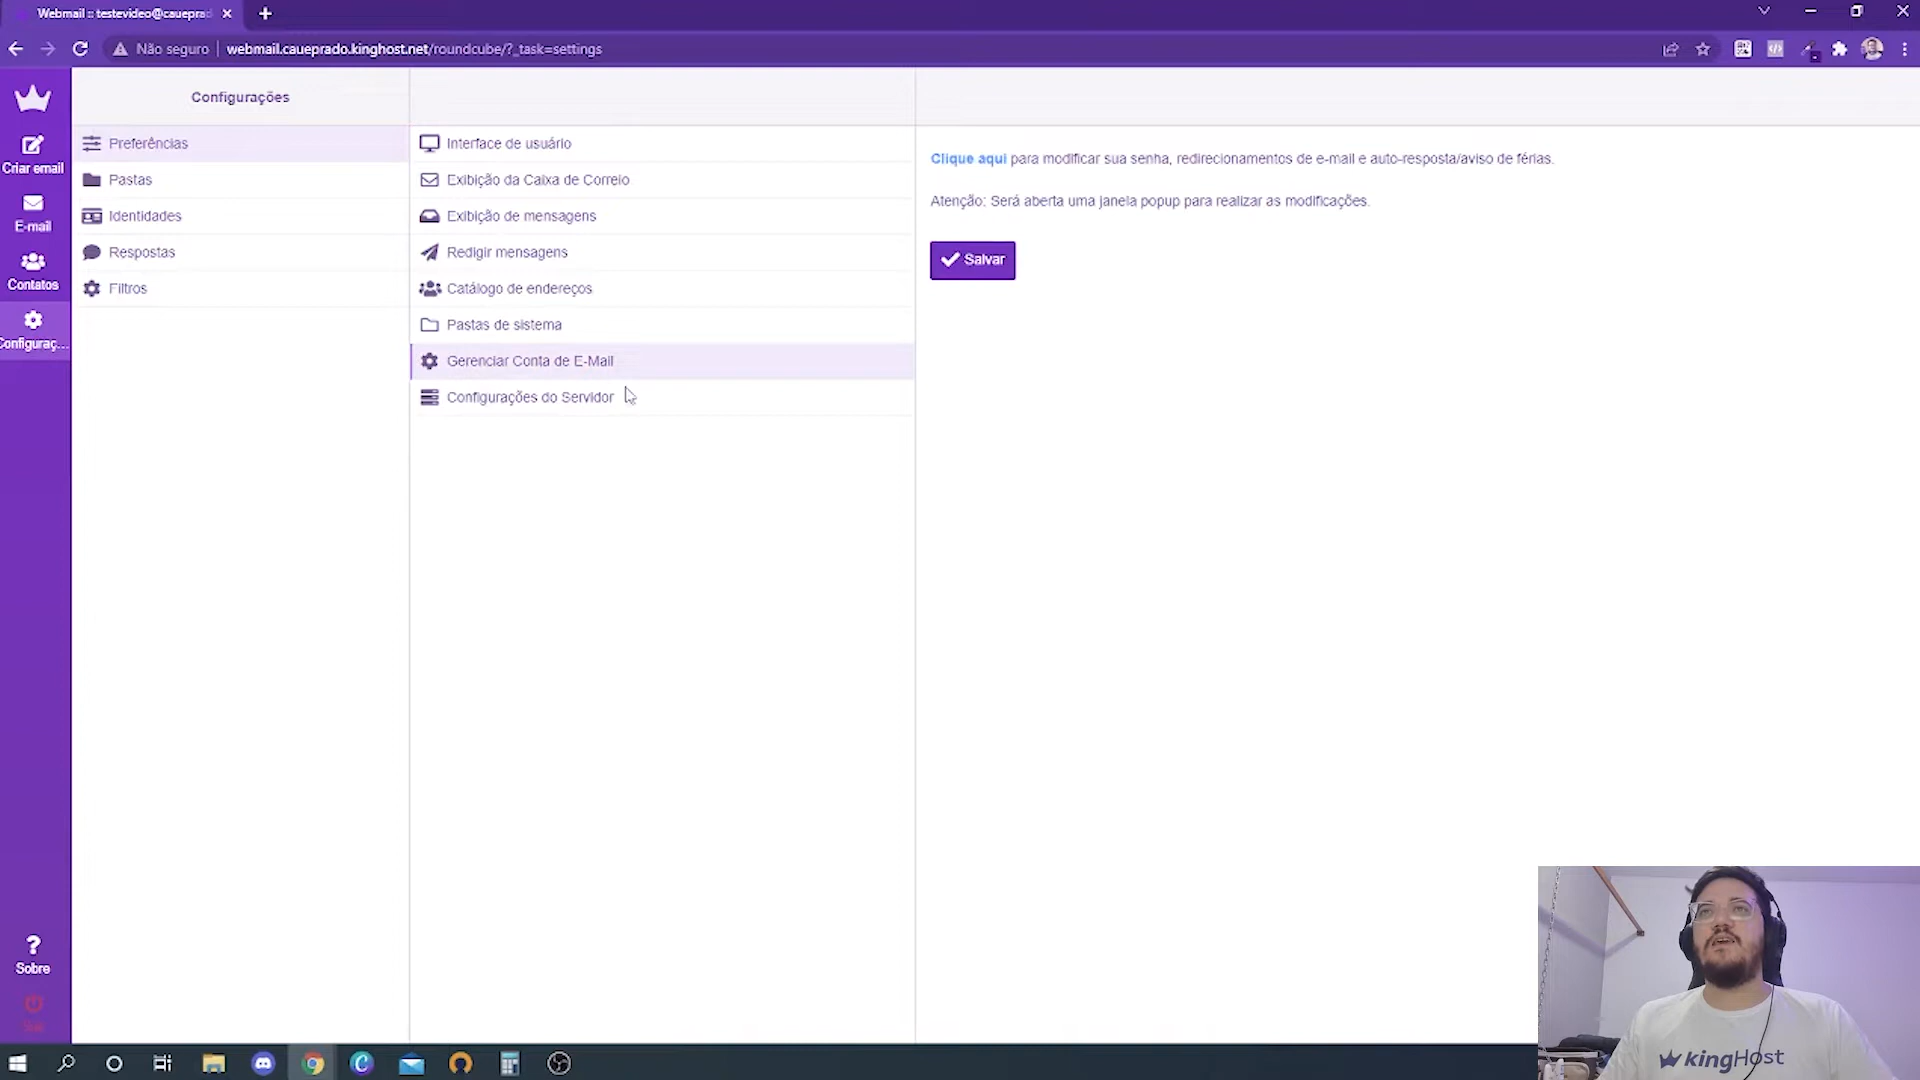 Webmail :: testevideo@caueprad
Não seguro
webmail.caueprado.kinghost.net/roundcube/?_task=settings
Criar email
E-mail
Contatos
Configuraç...
Sobre
Configurações
Preferências
Pastas
Identidades
Respostas
Filtros
Interface de usuário
Exibição da Caixa de Correio
Exibição de mensagens
Redigir mensagens
Catálogo de endereços
Pastas de sistema
Gerenciar Conta de E-Mail
Configurações do Servidor
Clique aqui para modificar sua senha, redirecionamentos de e-mail e auto-resposta/aviso de férias.
Atenção: Será aberta uma janela popup para realizar as modificações.
Salvar
kingHost